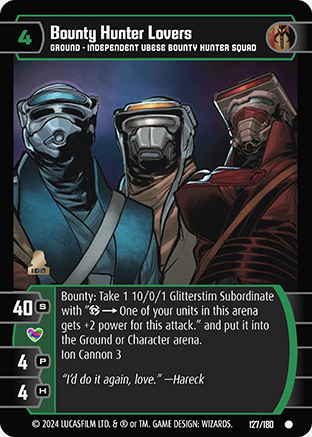 4
Bounty Hunter Lovers
GROUND - INDEPENDENT UBESE BOUNTY HUNTER SQUAD
100
40 S
4 P
4 H
Bounty: Take 1 10/0/1 Glitterstim Subordinate
with “ → One of your units in this arena
gets +2 power for this attack.” and put it into
the Ground or Character arena.
Ion Cannon 3
“I’d do it again, love.” —Hareck
© 2024 LUCASFILM LTD. & ® OR TM. GAME DESIGN: WIZARDS. 127/180